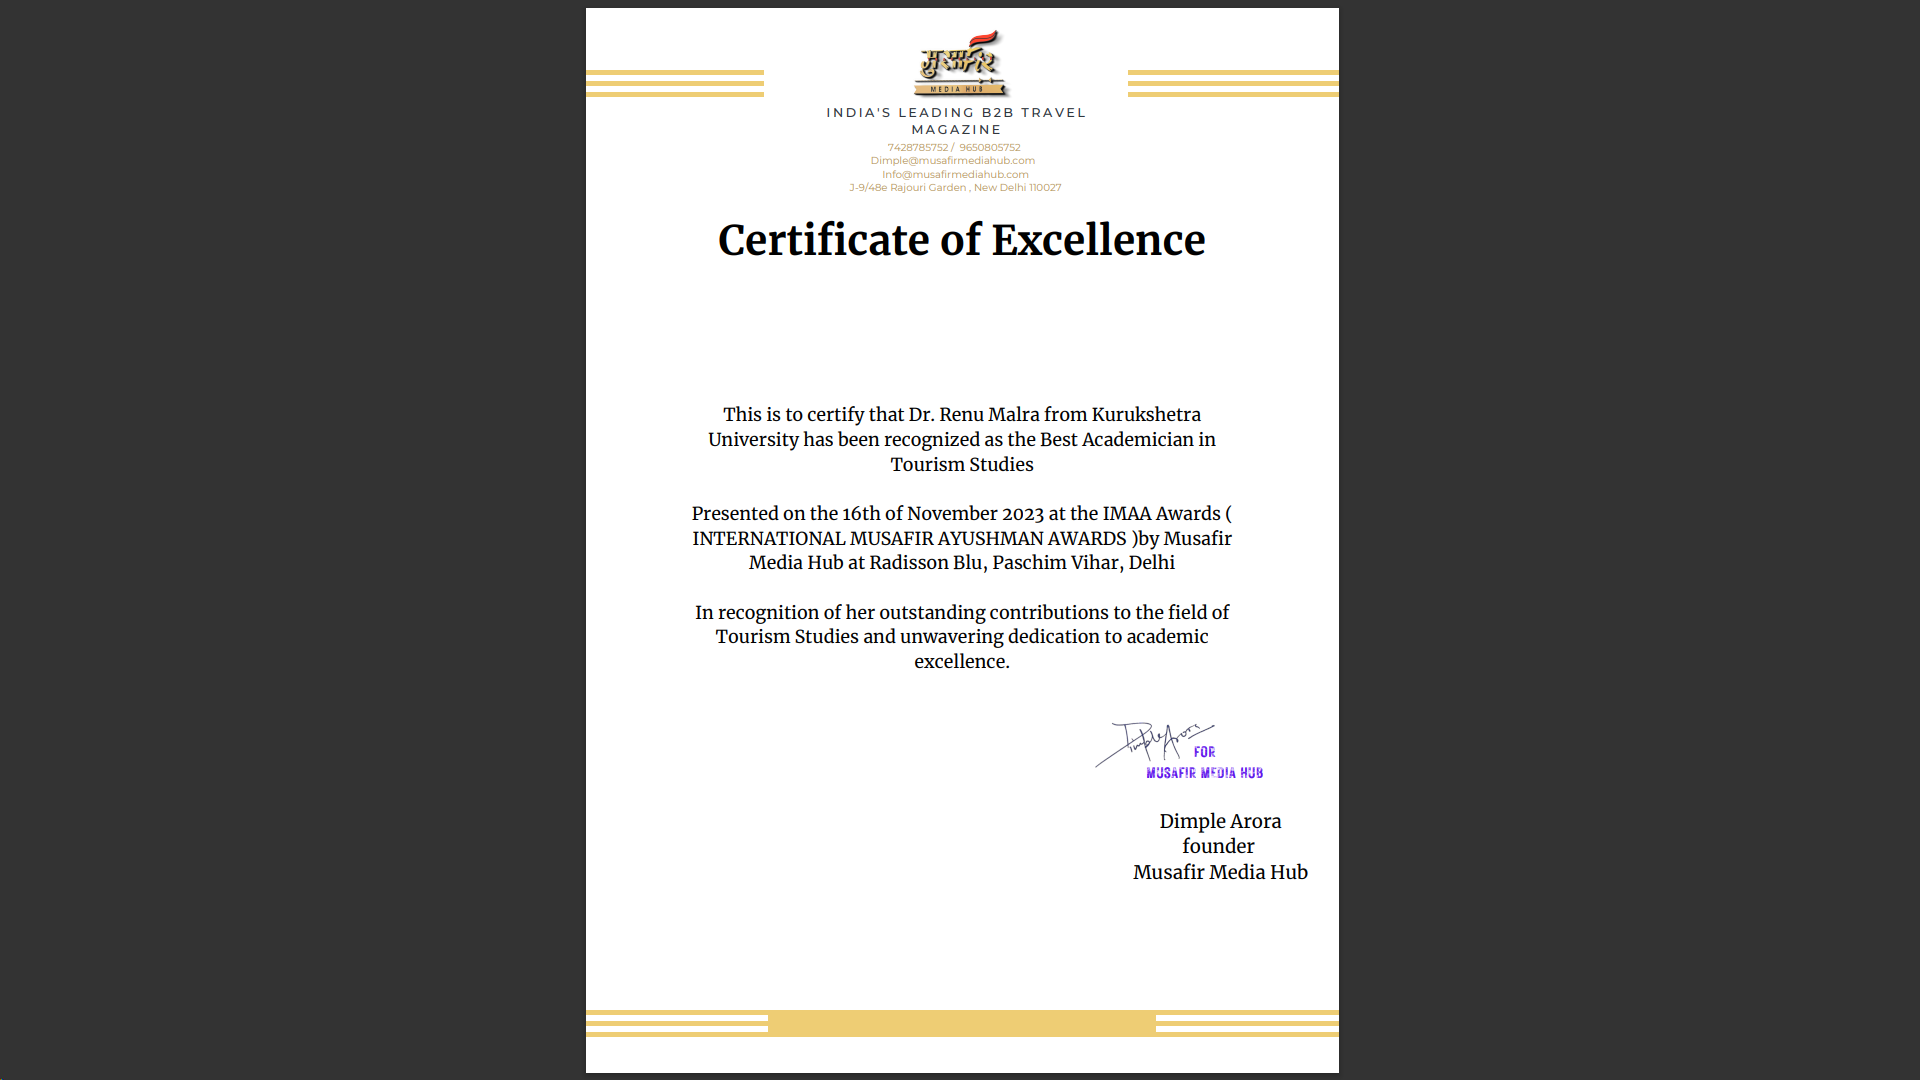 मुसाफिर
MEDIA HUB
INDIA'S LEADING B2B TRAVEL
MAGAZINE
7428785752 / 9650805752
Dimple@musafirmediahub.com
Info@musafirmediahub.com
J-9/48e Rajouri Garden , New Delhi 110027
Certificate of Excellence
This is to certify that Dr. Renu Malra from Kurukshetra
University has been recognized as the Best Academician in
Tourism Studies
Presented on the 16th of November 2023 at the IMAA Awards (
INTERNATIONAL MUSAFIR AYUSHMAN AWARDS )by Musafir
Media Hub at Radisson Blu, Paschim Vihar, Delhi
In recognition of her outstanding contributions to the field of
Tourism Studies and unwavering dedication to academic
excellence.
Dimple Arora
FOR
MUSAFIR MEDIA HUB
Dimple Arora
founder
Musafir Media Hub